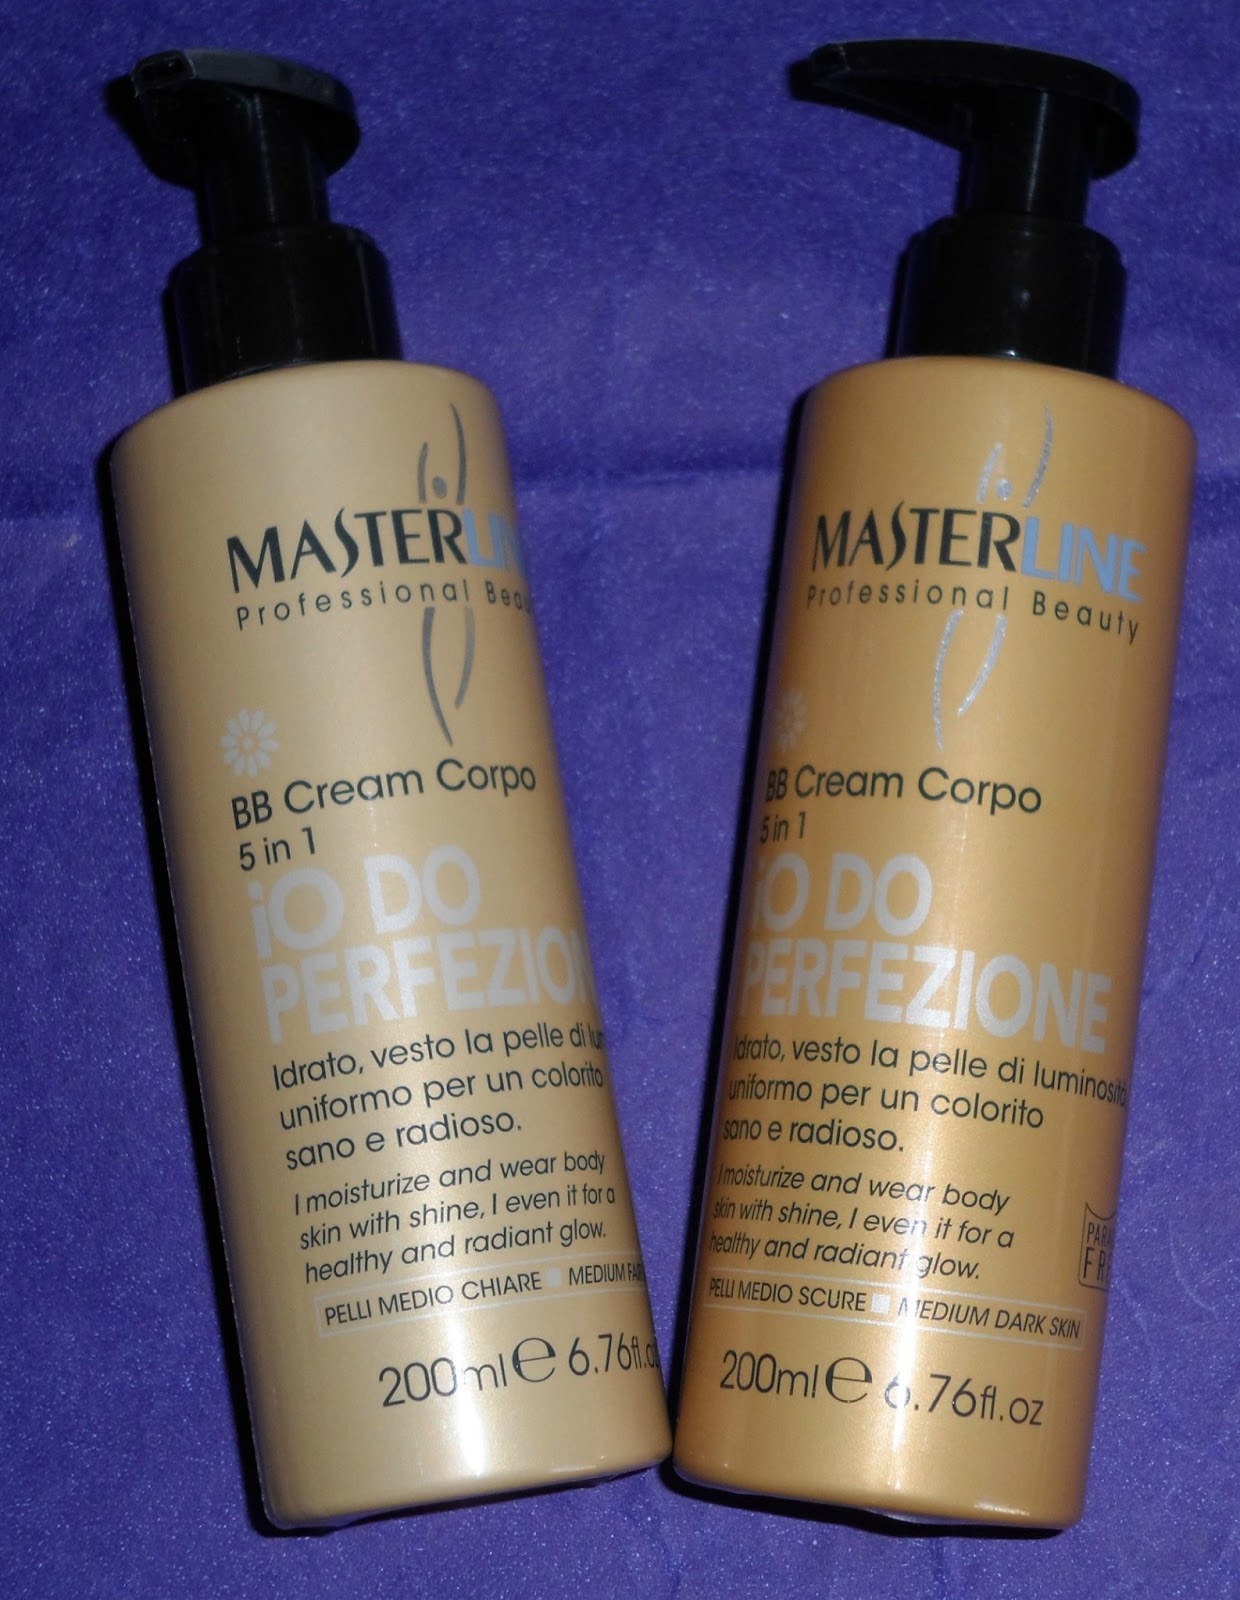 MASTERLINE
Professional
BB Cream Corpo
5 in 1
iO DO
Idrato, vesto la pelle di
uniformo per un colorito
sano e radioso.
I moisturize and wear body
skin with shine, I even it for a
healthy and radiant glow.
PELLI MEDIO CHIARE MEDIUM
200ml e 6.76fl.oz
MASTERLINE
Professional Beauty
BB Cream Corpo
5 in 1
iO DO
PERFEZIONE
Idrato, vesto la pelle di luminosità,
uniformo per un colorito
sano e radioso.
I moisturize and wear body
skin with shine, I even it for a
healthy and radiant glow.
PELLI MEDIO SCURE MEDIUM DARK SKIN
200ml e 6.76fl.oz